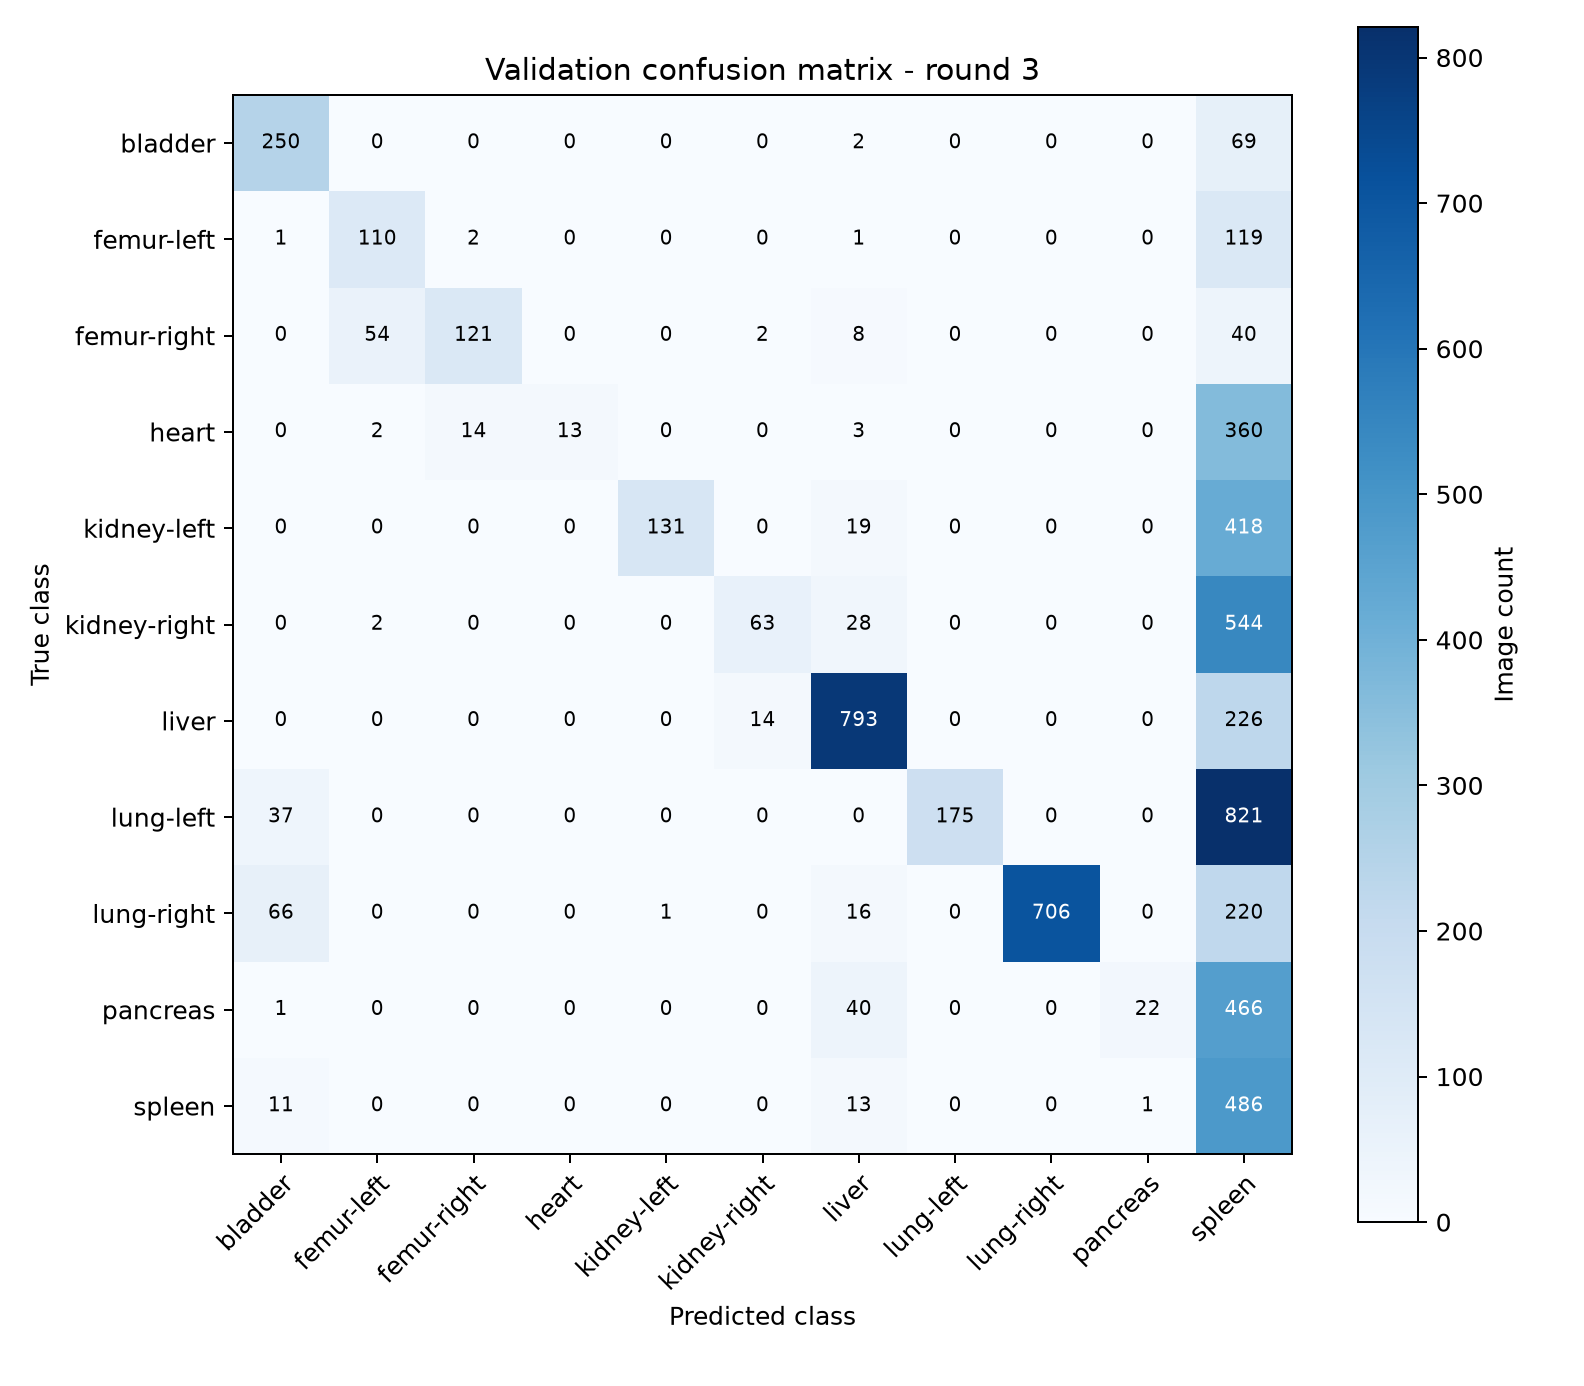 Validation confusion matrix - round 3
bladder 250 0 0 0 0 0 2 0 0 0 69
femur-left 1 110 2 0 0 0 1 0 0 0 119
femur-right 0 54 121 0 0 2 8 0 0 0 40
heart 0 2 14 13 0 0 3 0 0 0 360
kidney-left 0 0 0 0 131 0 19 0 0 0 418
kidney-right 0 2 0 0 0 63 28 0 0 0 544
liver 0 0 0 0 0 14 793 0 0 0 226
lung-left 37 0 0 0 0 0 0 175 0 0 821
lung-right 66 0 0 0 1 0 16 0 706 0 220
pancreas 1 0 0 0 0 0 40 0 0 22 466
spleen 11 0 0 0 0 0 13 0 0 1 486
bladder femur-left femur-right heart kidney-left kidney-right liver lung-left lung-right pancreas spleen
Predicted class
True class
800
700
600
500
400
300
200
100
0
Image count